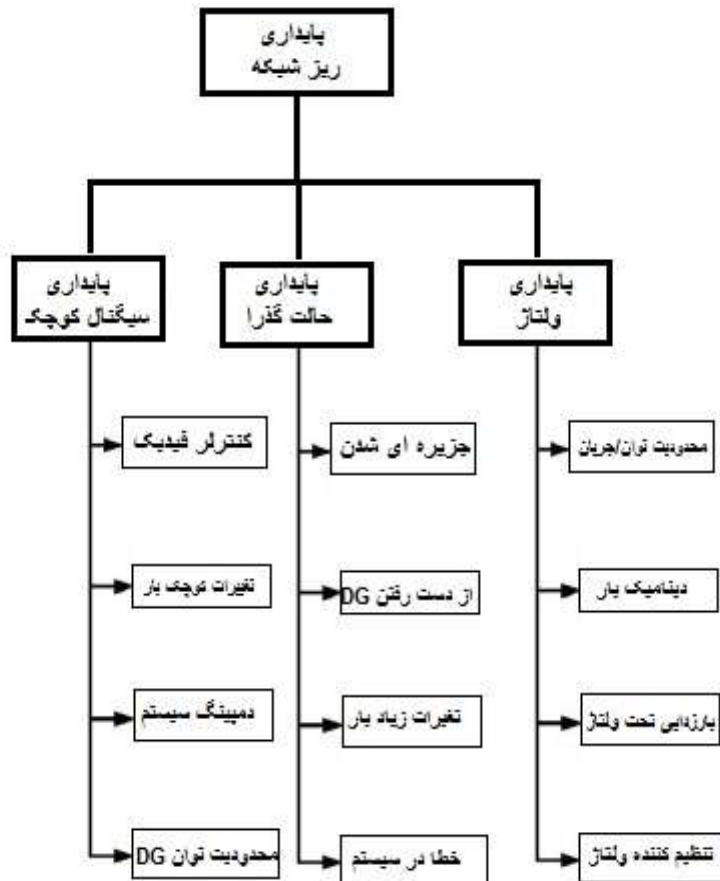 پایداری
ریز شبکه
پایداری
ولتاژ
پایداری
حالت گذرا
پایداری
سیگنال کوچک
محدودیت توان/جریان
دینامیک بار
بارزدایی تحت ولتاژ
تنظیم کننده ولتاژ
جزیره ای شدن
از دست رفتن DG
تغیرات زیاد بار
خطا در سیستم
کنترلر فیدبک
تغیرات کوچک بار
دمپینگ سیستم
محدودیت توان DG